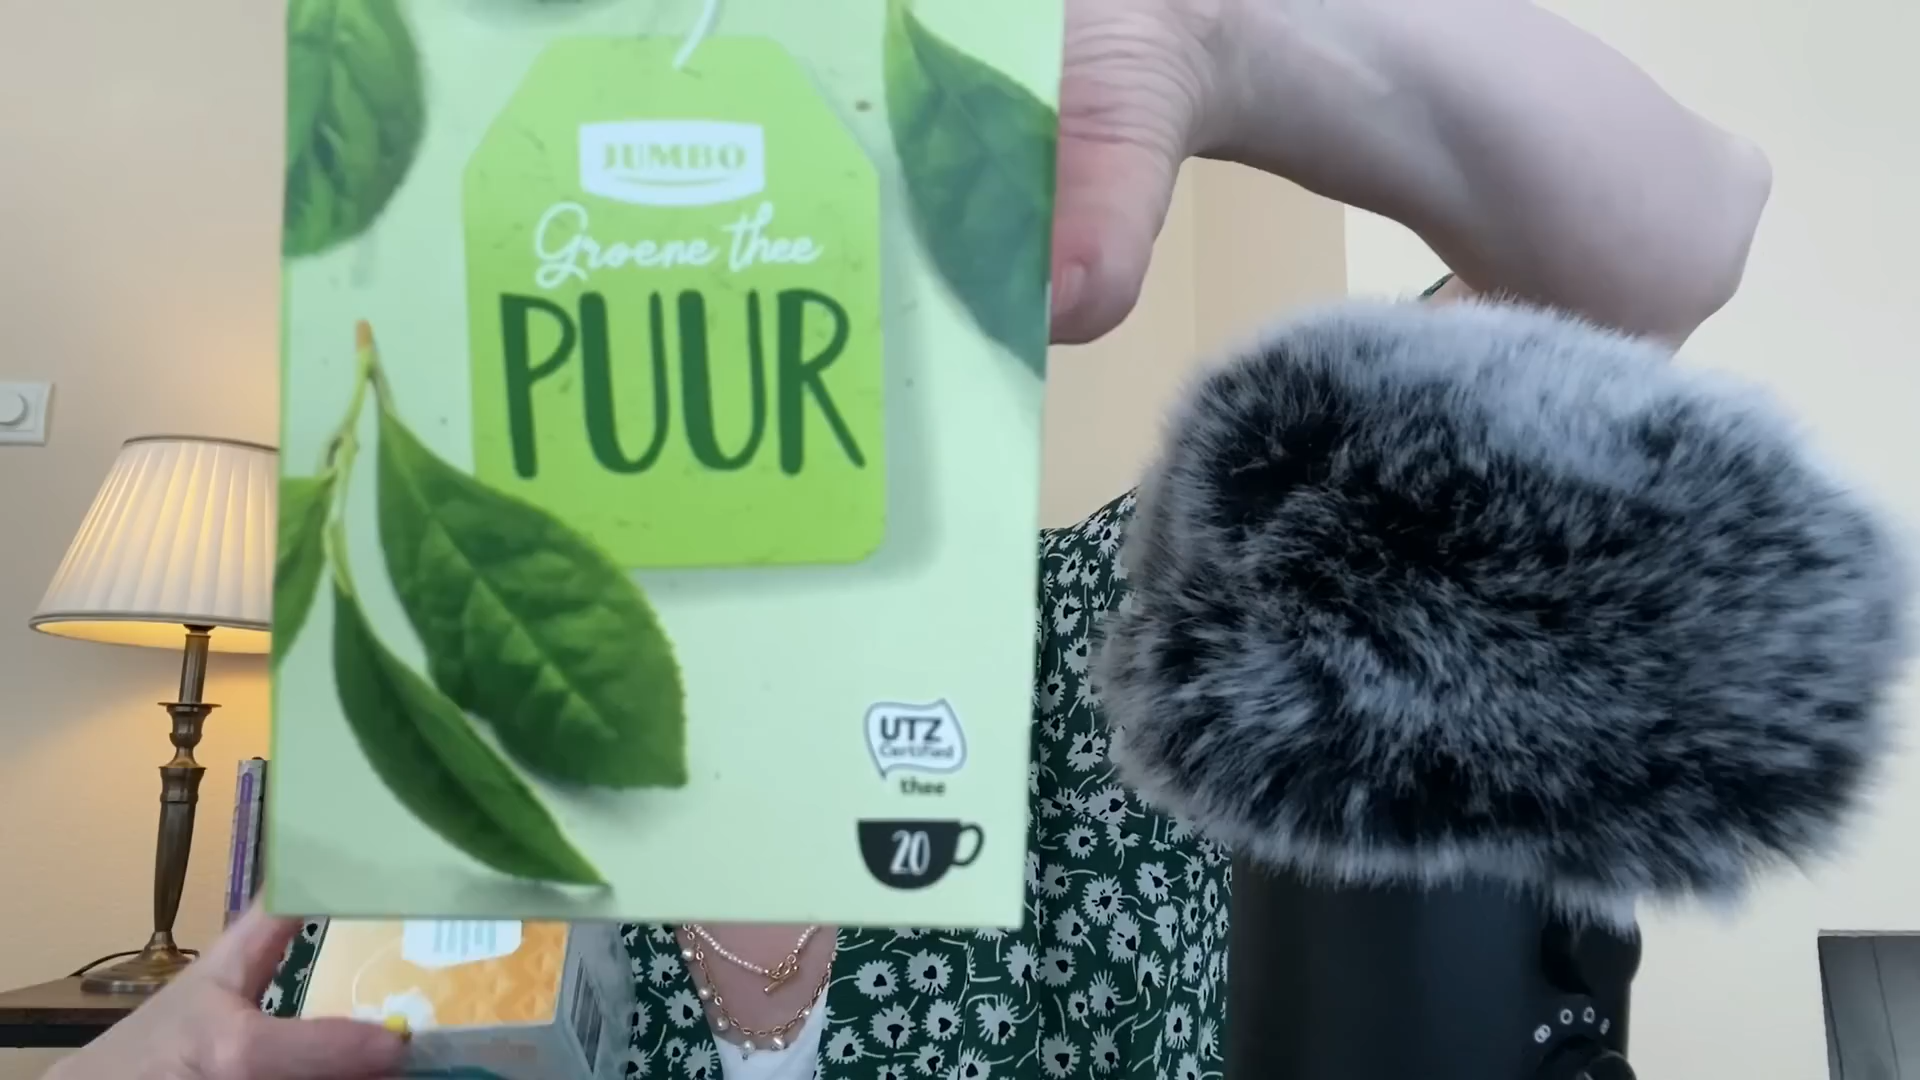 JUMBO
Groene thee
PUUR
UTZ
Certified
thee
20